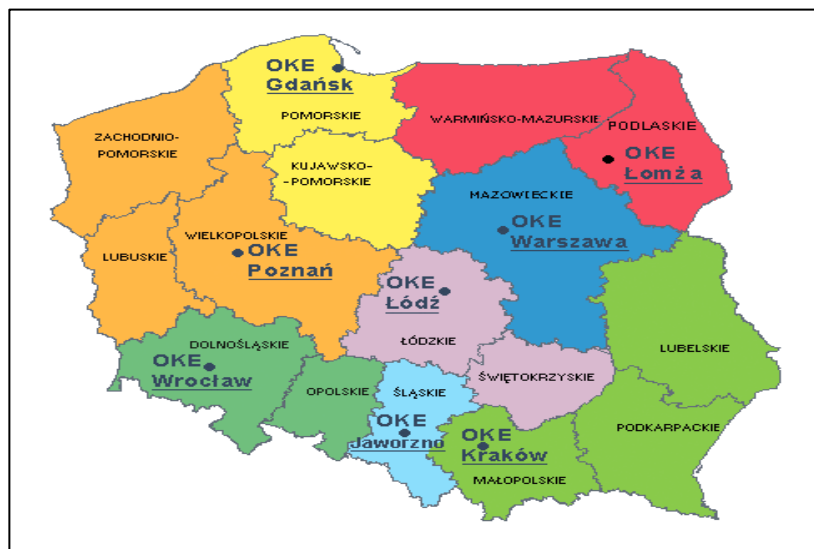 OKE
Gdańsk
POMORSKIE
WARMIŃSKO-MAZURSKIE
PODLASKIE
OKE
Łomża
ZACHODNIO-
POMORSKIE
KUJAWSKO-
-POMORSKIE
MAZOWIECKIE
OKE
Warszawa
WIELKOPOLSKIE
OKE
Poznań
LUBUSKIE
OKE
Łódź
ŁÓDZKIE
DOLNOŚLĄSKIE
OKE
Wrocław
OPOLSKIE
ŚLĄSKIE
OKE
Jaworzno
ŚWIĘTOKRZYSKIE
LUBELSKIE
OKE
Kraków
MAŁOPOLSKIE
PODKARPACKIE